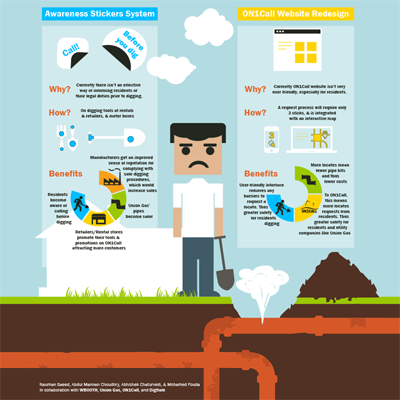 Awareness Stickers System
Call!
Before
you dig
Why?
Currently there isn't an effective
way of informing residents of
their legal duties prior to digging.
How?
On digging tools of rentals
& retailers, & meter boxes
Benefits
Manufacturers get an improved
sense or reputation for
complying with
safe digging
procedures,
which would
increase sales
Residents
become
aware or
calling
before
digging
Union Gas'
pipes
become safer
Retailers/Rental stores
promote their tools &
promotions on ON1Call
attracting more customers
ON1Call Website Redesign
Why?
Currently ON1Call website isn't very
user friendly, especially for residents.
How?
A request process will require only
3 clicks, & is integrated
with an interactive map
Benefits
More locates mean
fewer pipe hits
and thus
lower costs
User-friendly interface
removes any
barriers to
request a
locate. Thus
greater safety
for residents
digging
To ON1Call,
this means
more locates
requests from
residents. Thus
greater safety for
residents and utility
companies like Union Gas
Nauman Saeed, Abdul Mannan Choudhry, Abhishek Chaturvedi, & Mohamed Foulia
in collaboration with WBOOTH, Union Gas, ON1Call, and DigSafe